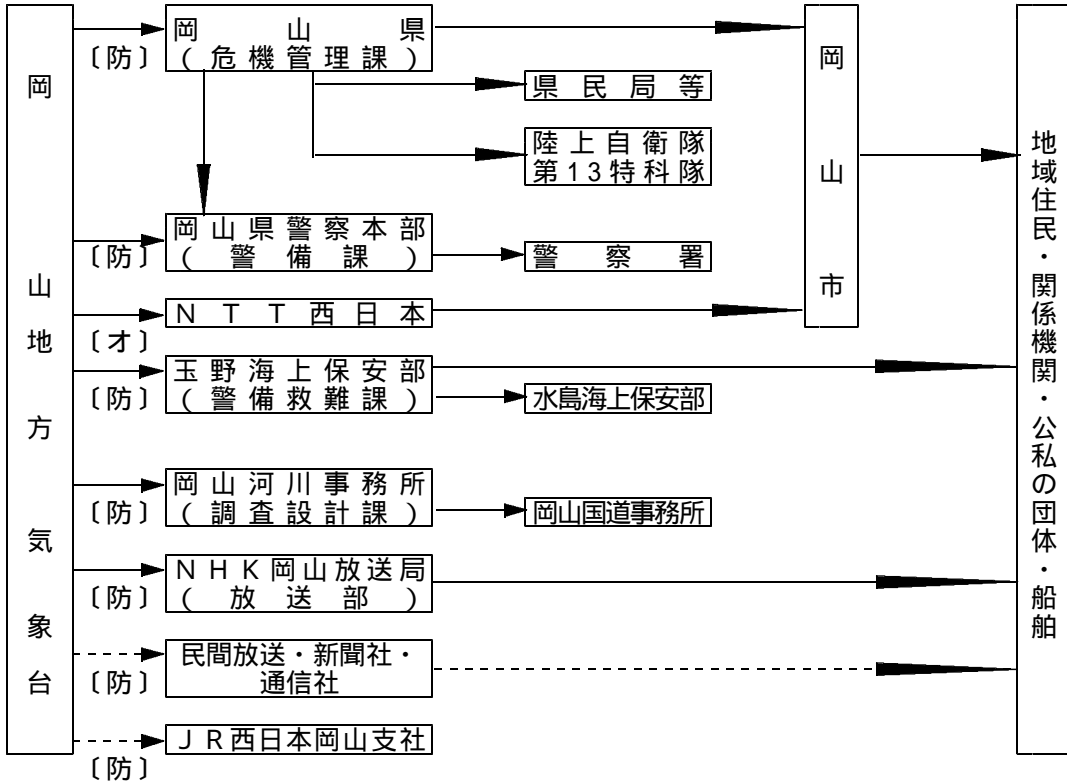 岡山地方気象台
岡山県
(危機管理課)
〔防〕
県民局等
陸上自衛隊
第13特科隊
岡山県警察本部
(警備課)
〔防〕
警察署
NTT西日本
〔オ〕
玉野海上保安部
(警備救難課)
〔防〕
水島海上保安部
岡山河川事務所
(調査設計課)
〔防〕
岡山国道事務所
NHK岡山放送局
(放送部)
〔防〕
民間放送・新聞社・
通信社
〔防〕
JR西日本岡山支社
〔防〕
岡山市
地域住民・関係機関・公私の団体・船舶